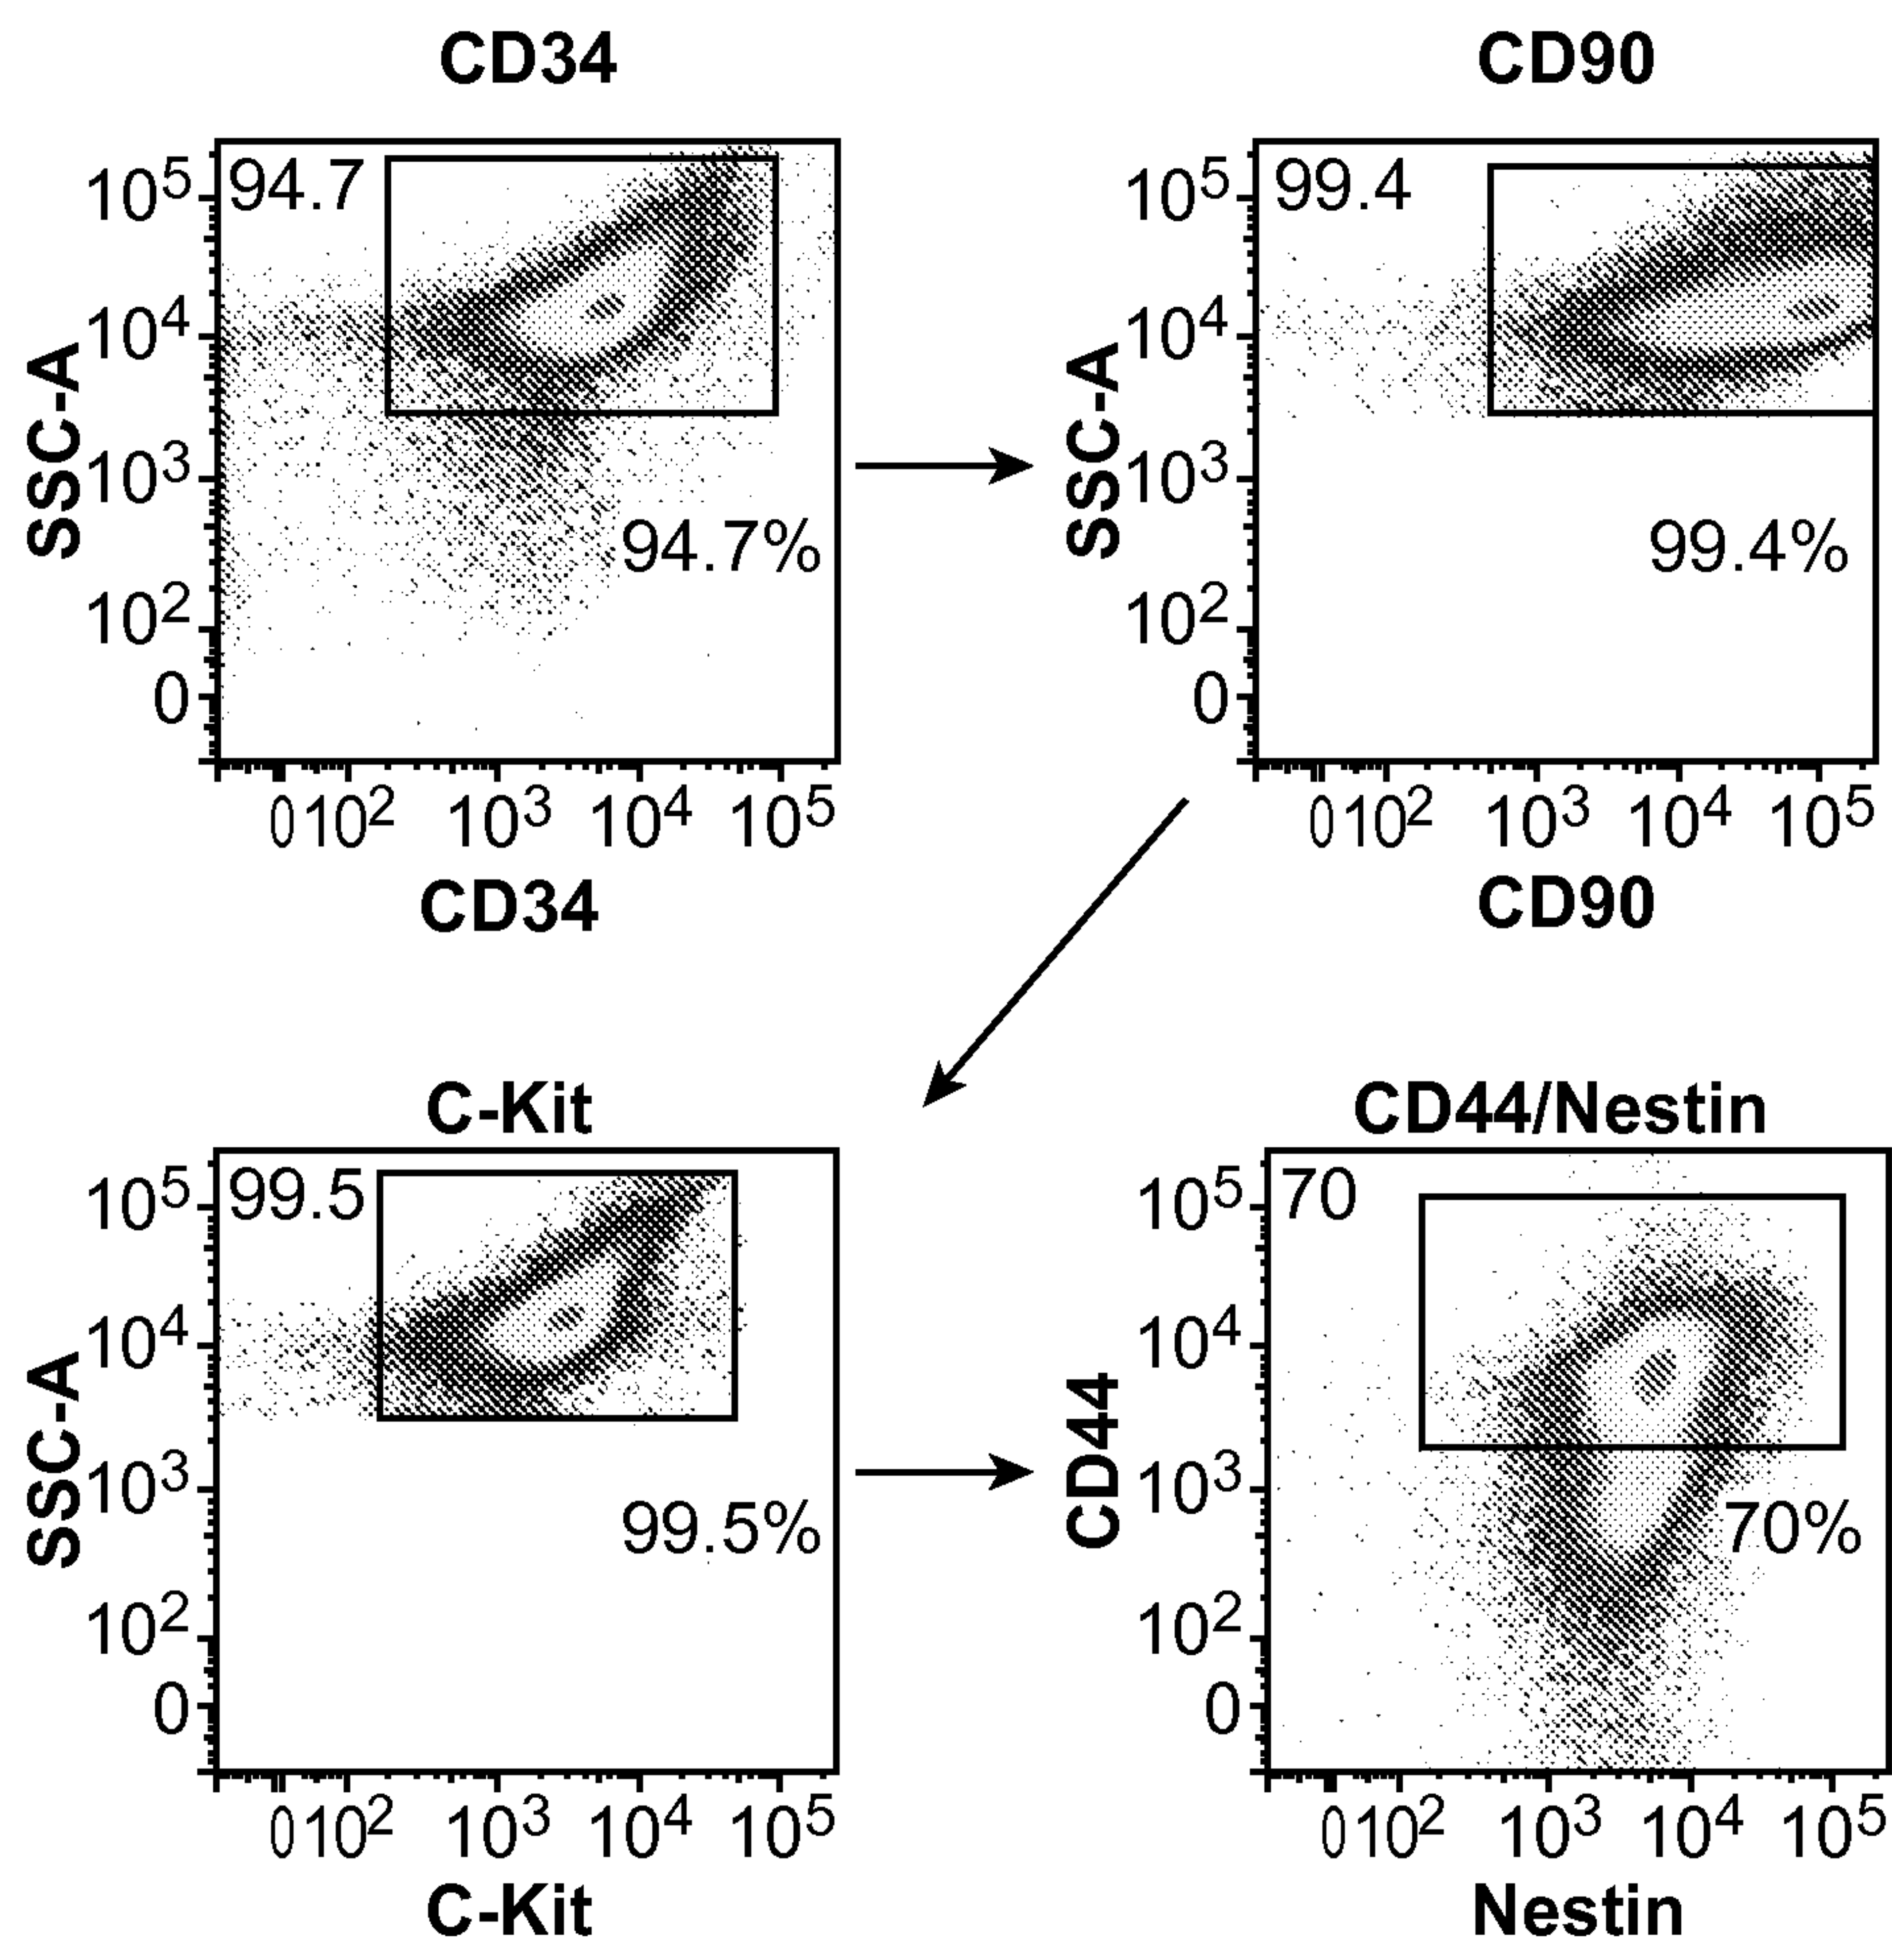 CD34
94.7
10⁵
10⁴
10³
10²
0
SSC-A
94.7%
0 10² 10³ 10⁴ 10⁵
CD34
CD90
99.4
10⁵
10⁴
10³
10²
0
SSC-A
99.4%
0 10² 10³ 10⁴ 10⁵
CD90
C-Kit
99.5
10⁵
10⁴
10³
10²
0
SSC-A
99.5%
0 10² 10³ 10⁴ 10⁵
C-Kit
CD44/Nestin
70
10⁵
10⁴
10³
10²
0
CD44
70%
0 10² 10³ 10⁴ 10⁵
Nestin